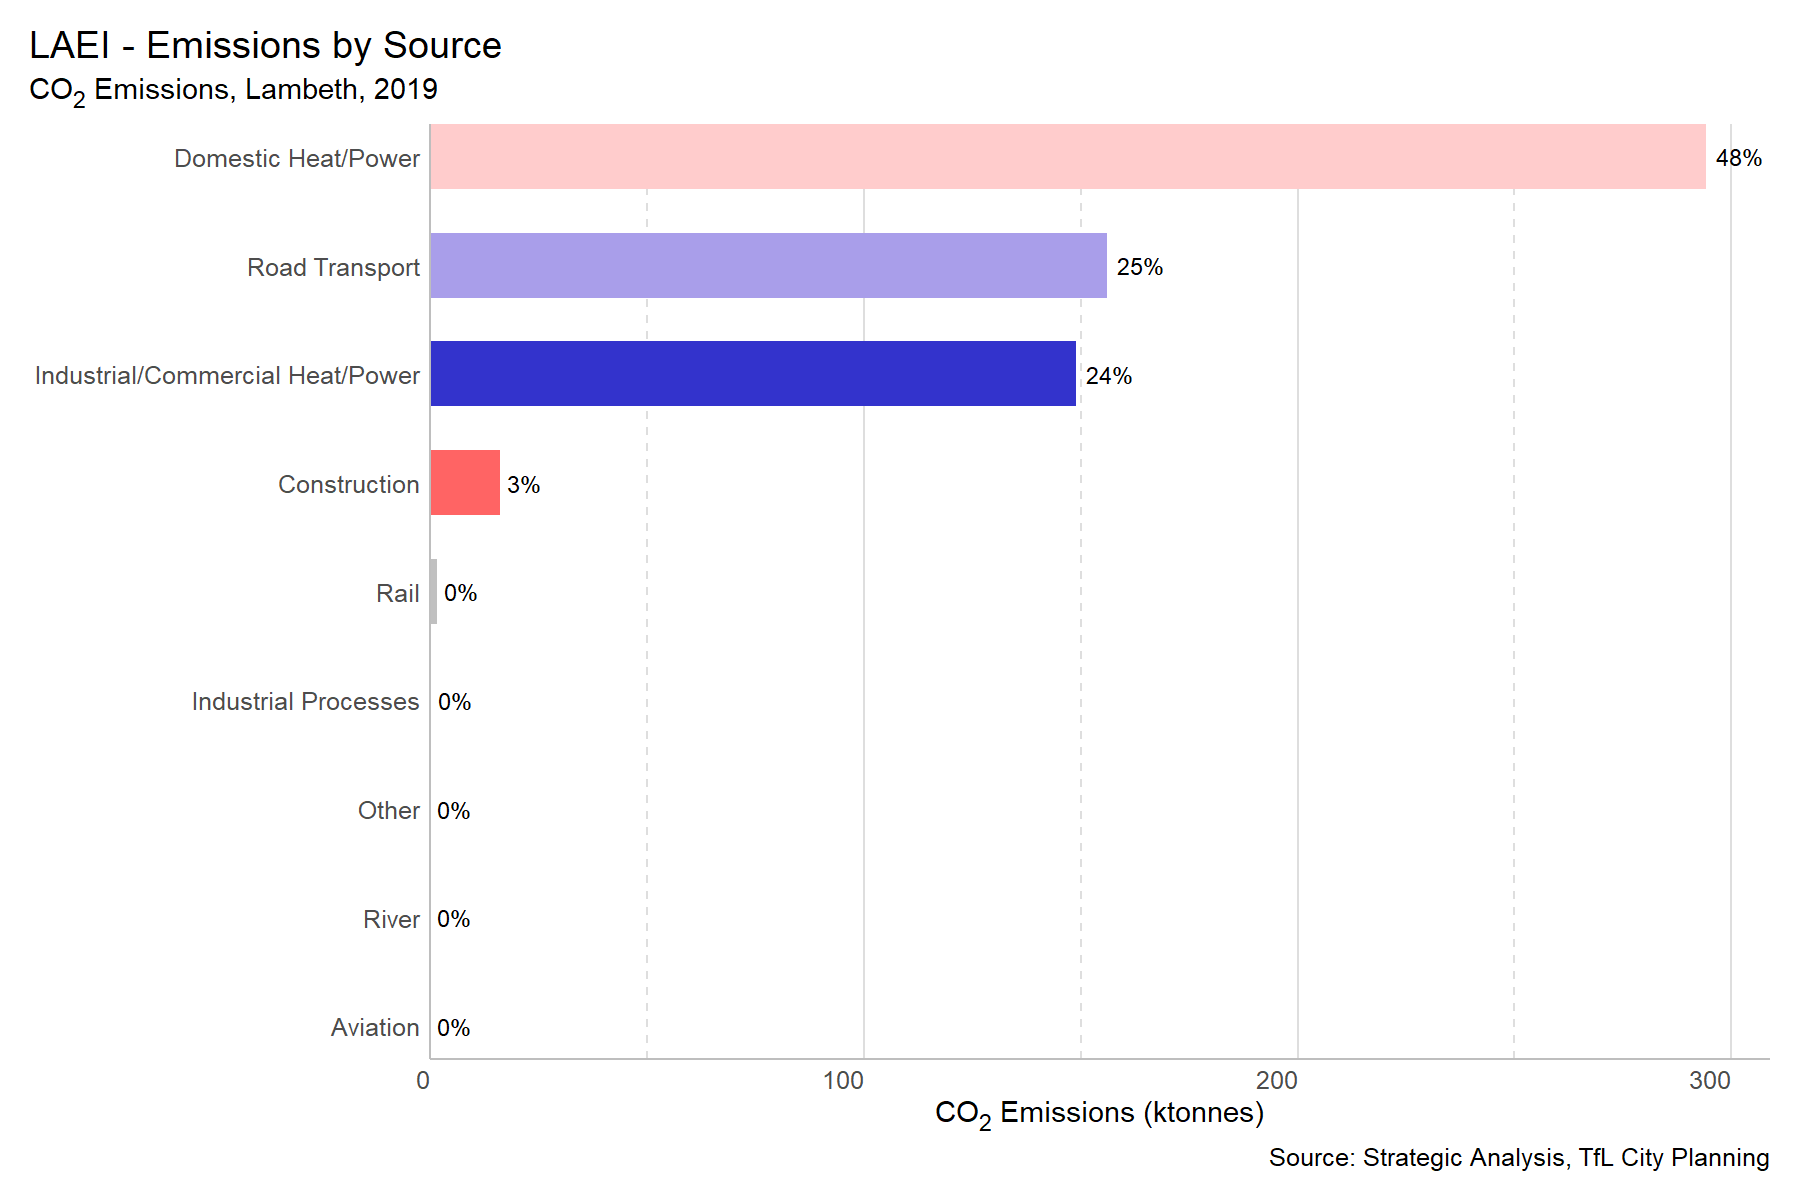 LAEI - Emissions by Source
CO₂ Emissions, Lambeth, 2019
Domestic Heat/Power 48%
Road Transport 25%
Industrial/Commercial Heat/Power 24%
Construction 3%
Rail 0%
Industrial Processes 0%
Other 0%
River 0%
Aviation 0%
0 100 200 300
CO₂ Emissions (ktonnes)
Source: Strategic Analysis, TfL City Planning